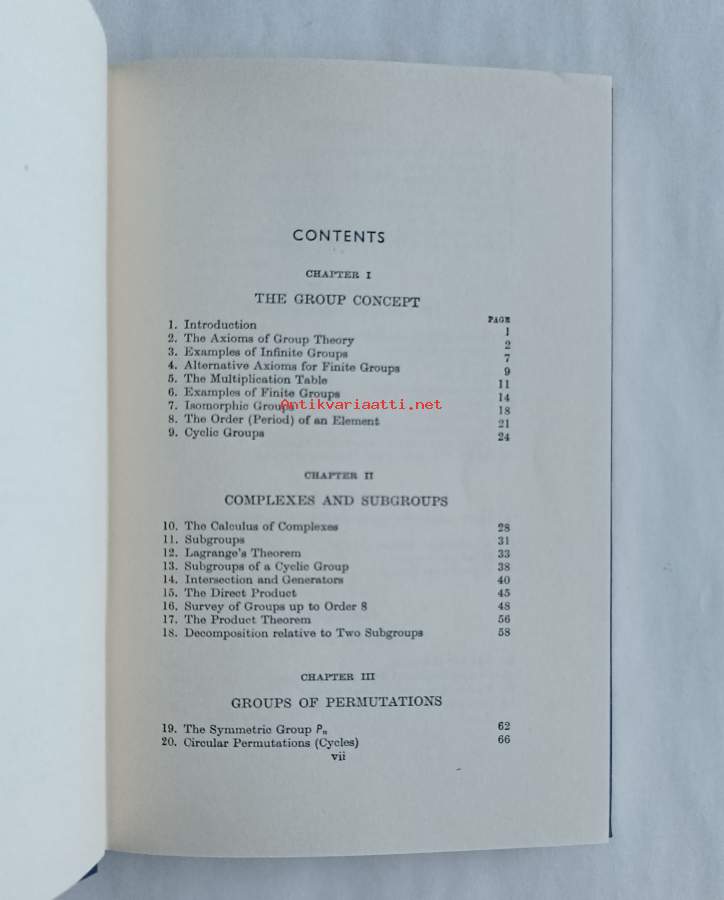 CONTENTS
CHAPTER I
THE GROUP CONCEPT
PAGE
1. Introduction 1
2. The Axioms of Group Theory 2
3. Examples of Infinite Groups 7
4. Alternative Axioms for Finite Groups 9
5. The Multiplication Table 11
6. Examples of Finite Groups 14
7. Isomorphic Groups 18
Antikvariaatti.net
8. The Order (Period) of an Element 21
9. Cyclic Groups 24
CHAPTER II
COMPLEXES AND SUBGROUPS
10. The Calculus of Complexes 28
11. Subgroups 31
12. Lagrange's Theorem 33
13. Subgroups of a Cyclic Group 38
14. Intersection and Generators 40
15. The Direct Product 45
16. Survey of Groups up to Order 8 48
17. The Product Theorem 56
18. Decomposition relative to Two Subgroups 58
CHAPTER III
GROUPS OF PERMUTATIONS
19. The Symmetric Group Pₙ 62
20. Circular Permutations (Cycles) 66
vii